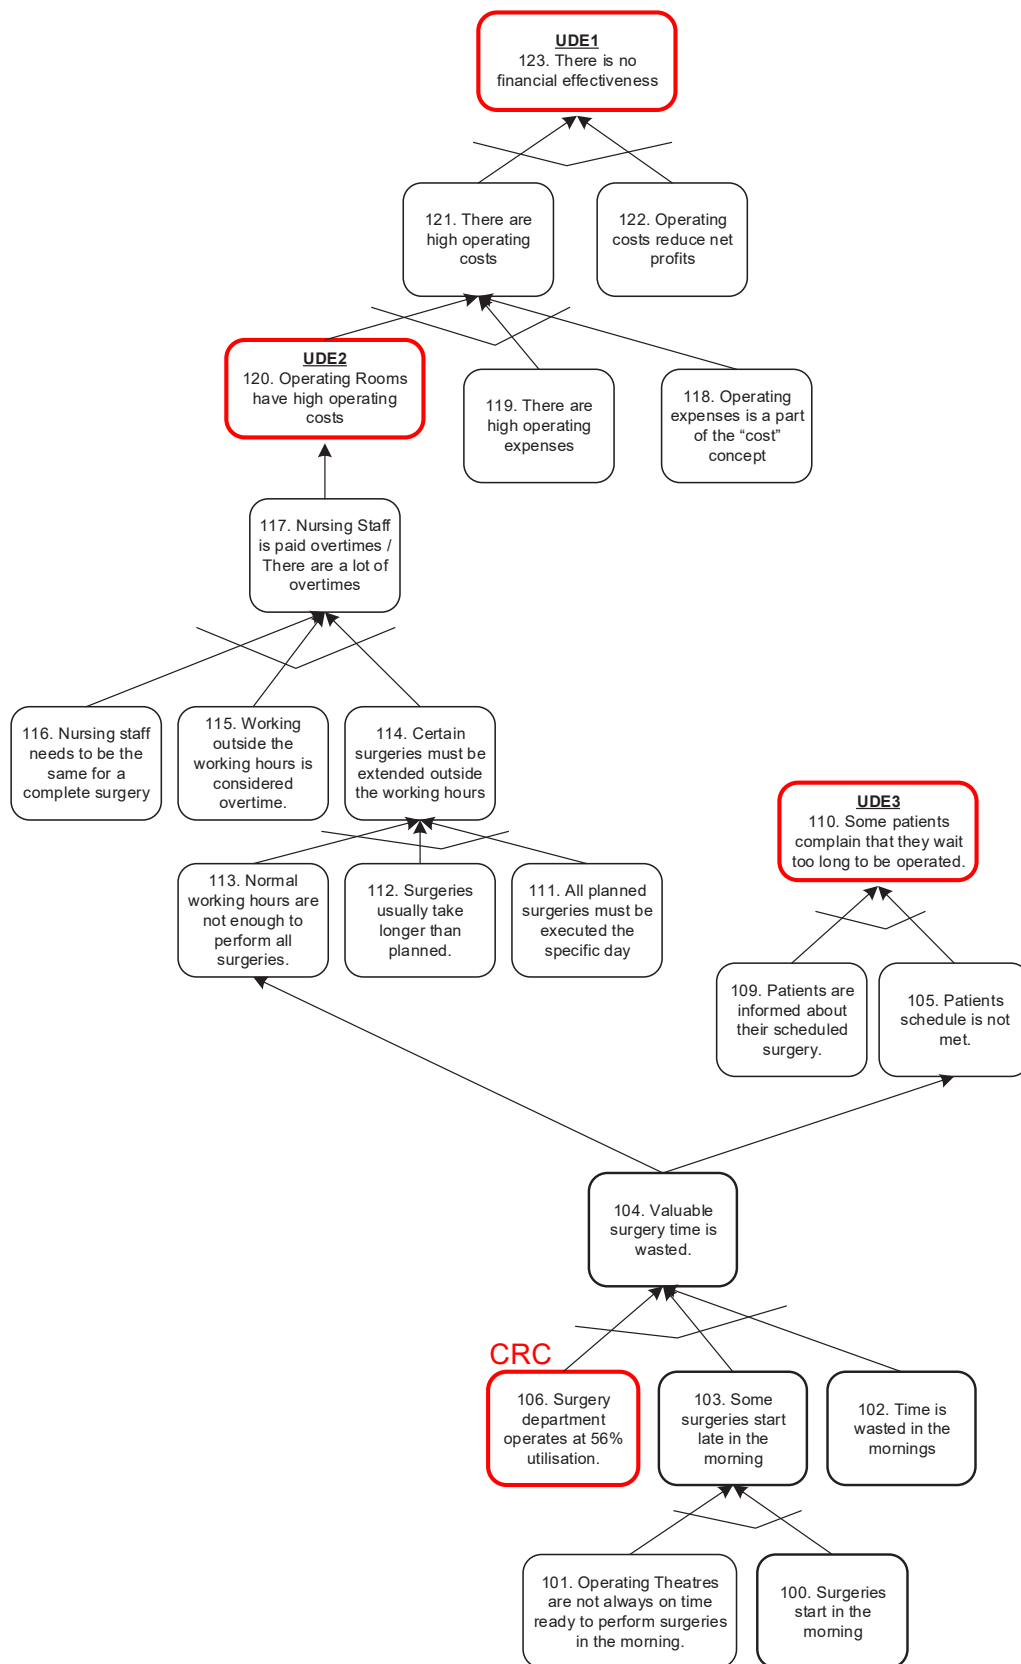 UDE1
123. There is no
financial effectiveness
121. There are
high operating
costs
122. Operating
costs reduce net
profits
UDE2
120. Operating Rooms
have high operating
costs
119. There are
high operating
expenses
118. Operating
expenses is a part
of the “cost”
concept
117. Nursing Staff
is paid overtimes /
There are a lot of
overtimes
116. Nursing staff
needs to be the
same for a
complete surgery
115. Working
outside the
working hours is
considered
overtime.
114. Certain
surgeries must be
extended outside
the working hours
UDE3
110. Some patients
complain that they wait
too long to be operated.
113. Normal
working hours are
not enough to
perform all
surgeries.
112. Surgeries
usually take
longer than
planned.
111. All planned
surgeries must be
executed the
specific day
109. Patients are
informed about
their scheduled
surgery.
105. Patients
schedule is not
met.
104. Valuable
surgery time is
wasted.
CRC
106. Surgery
department
operates at 56%
utilisation.
103. Some
surgeries start
late in the
morning
102. Time is
wasted in the
mornings
101. Operating Theatres
are not always on time
ready to perform surgeries
in the morning.
100. Surgeries
start in the
morning